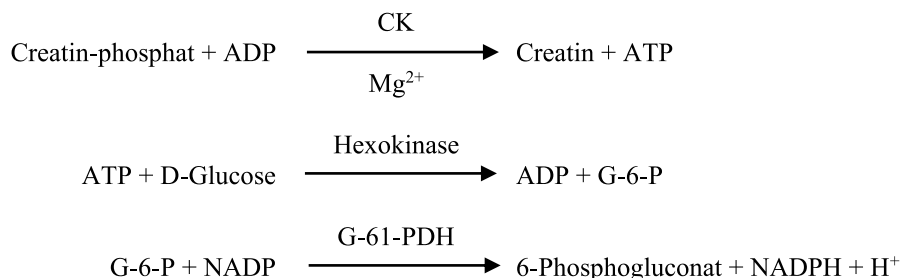 CK
Creatin-phosphat + ADP Creatin + ATP
Mg2+
Hexokinase
ATP + D-Glucose ADP + G-6-P
G-61-PDH
G-6-P + NADP 6-Phosphogluconat + NADPH + H+